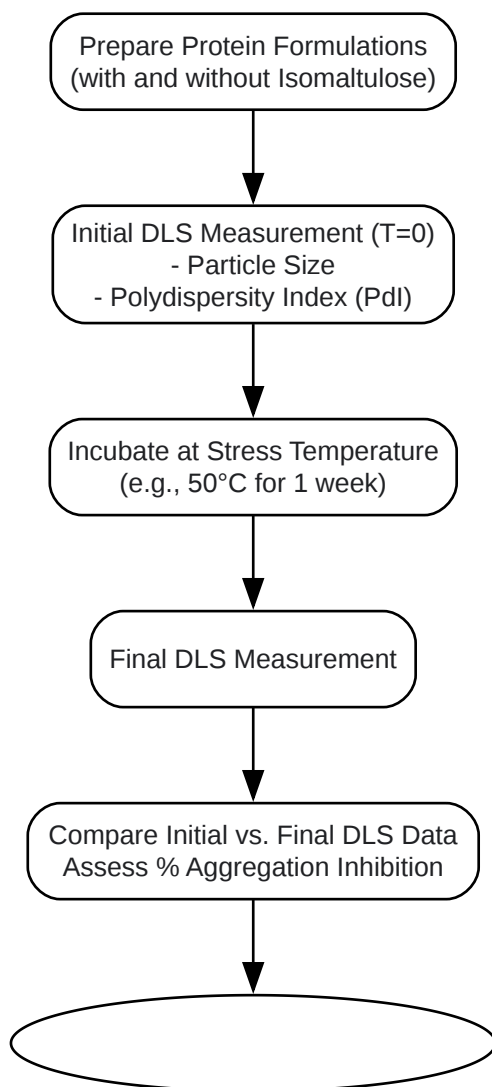 Prepare Protein Formulations
(with and without Isomaltulose)
Initial DLS Measurement (T=0)
- Particle Size
- Polydispersity Index (PdI)
Incubate at Stress Temperature
(e.g., 50°C for 1 week)
Final DLS Measurement
Compare Initial vs. Final DLS Data
Assess % Aggregation Inhibition